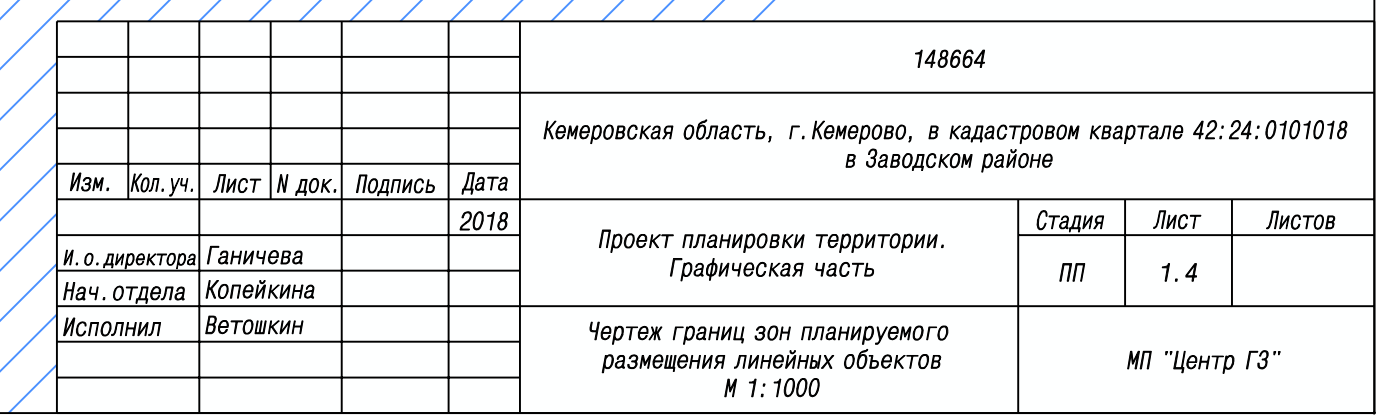 148664
Кемеровская область, г.Кемерово, в кадастровом квартале 42:24:0101018
в Заводском районе
Изм. Кол.уч. Лист N док. Подпись Дата
2018
И.о.директора Ганичева
Нач.отдела Копейкина
Исполнил Ветошкин
Проект планировки территории.
Графическая часть
Стадия Лист Листов
ПП 1.4
Чертеж границ зон планируемого
размещения линейных объектов
М 1:1000
МП "Центр ГЗ"